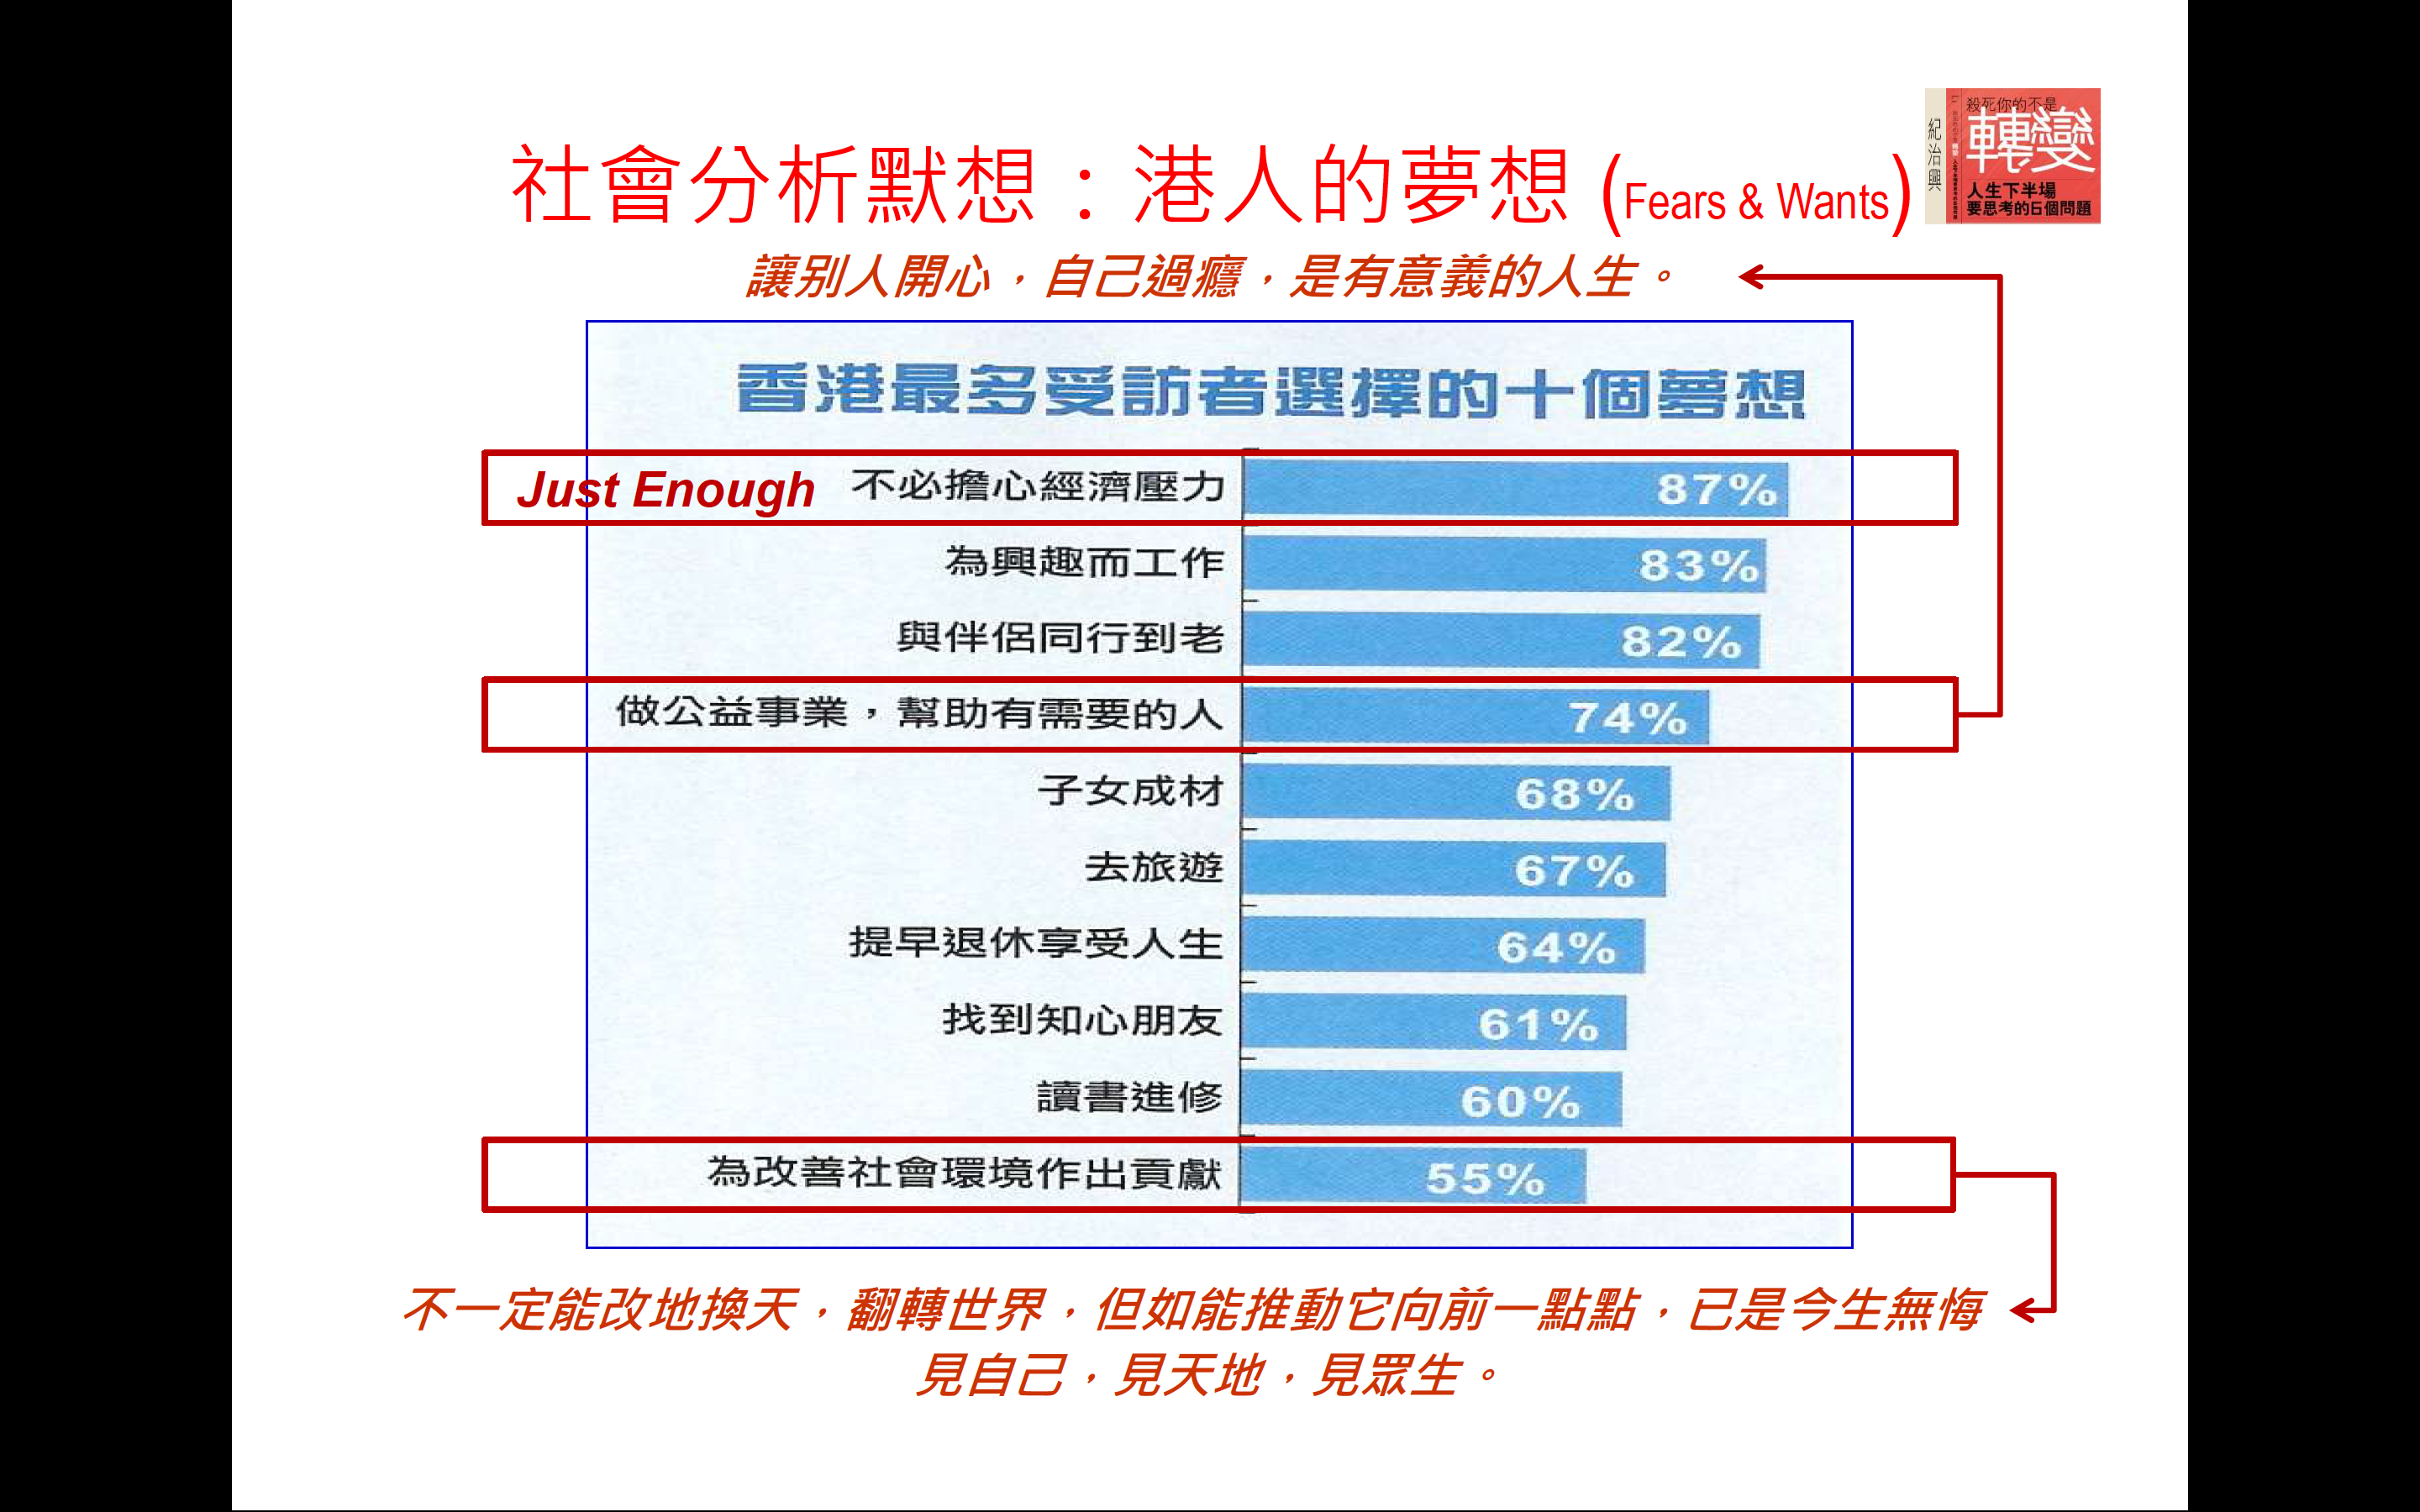 社會分析默想：港人的夢想 (Fears & Wants)
紀治興
殺死你的不是
轉變
人生下半場
要思考的6個問題
讓別人開心，自己過癮，是有意義的人生。
香港最多受訪者選擇的十個夢想
Just Enough 不必擔心經濟壓力 87%
為興趣而工作 83%
與伴侶同行到老 82%
做公益事業，幫助有需要的人 74%
子女成材 68%
去旅遊 67%
提早退休享受人生 64%
找到知心朋友 61%
讀書進修 60%
為改善社會環境作出貢獻 55%
不一定能改地換天，翻轉世界，但如能推動它向前一點點，已是今生無悔
見自己，見天地，見眾生。